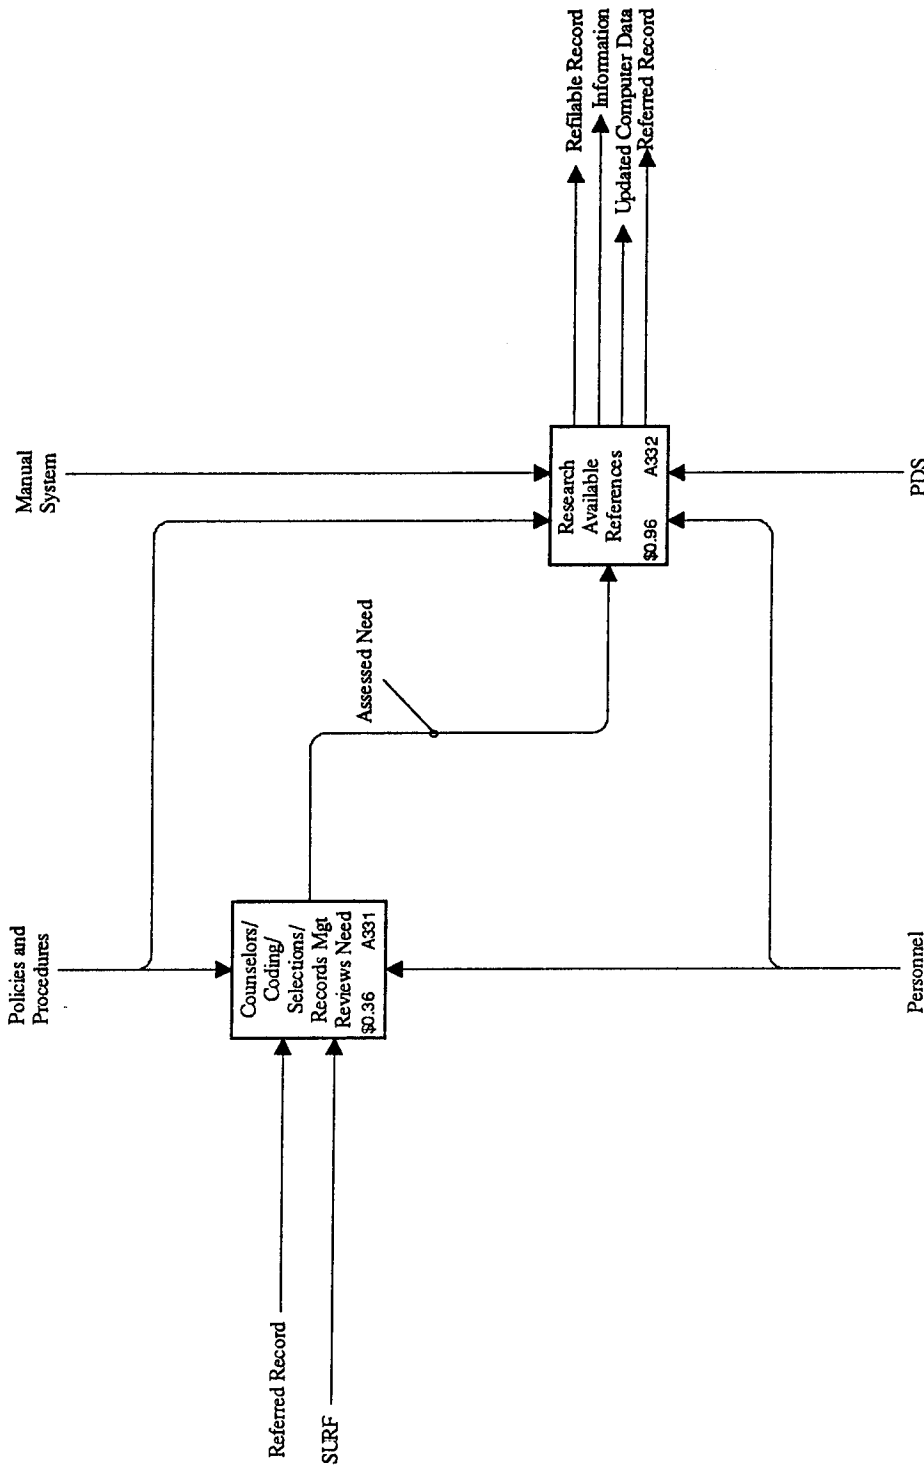 Policies and
Procedures
Manual
System
Referred Record
SURF
Counselors/
Coding/
Selections/
Records Mgt
Reviews Need
$0.36 A331
Assessed Need
Research
Available
References
$0.96 A332
Refilable Record
Information
Updated Computer Data
Referred Record
Personnel
PDS